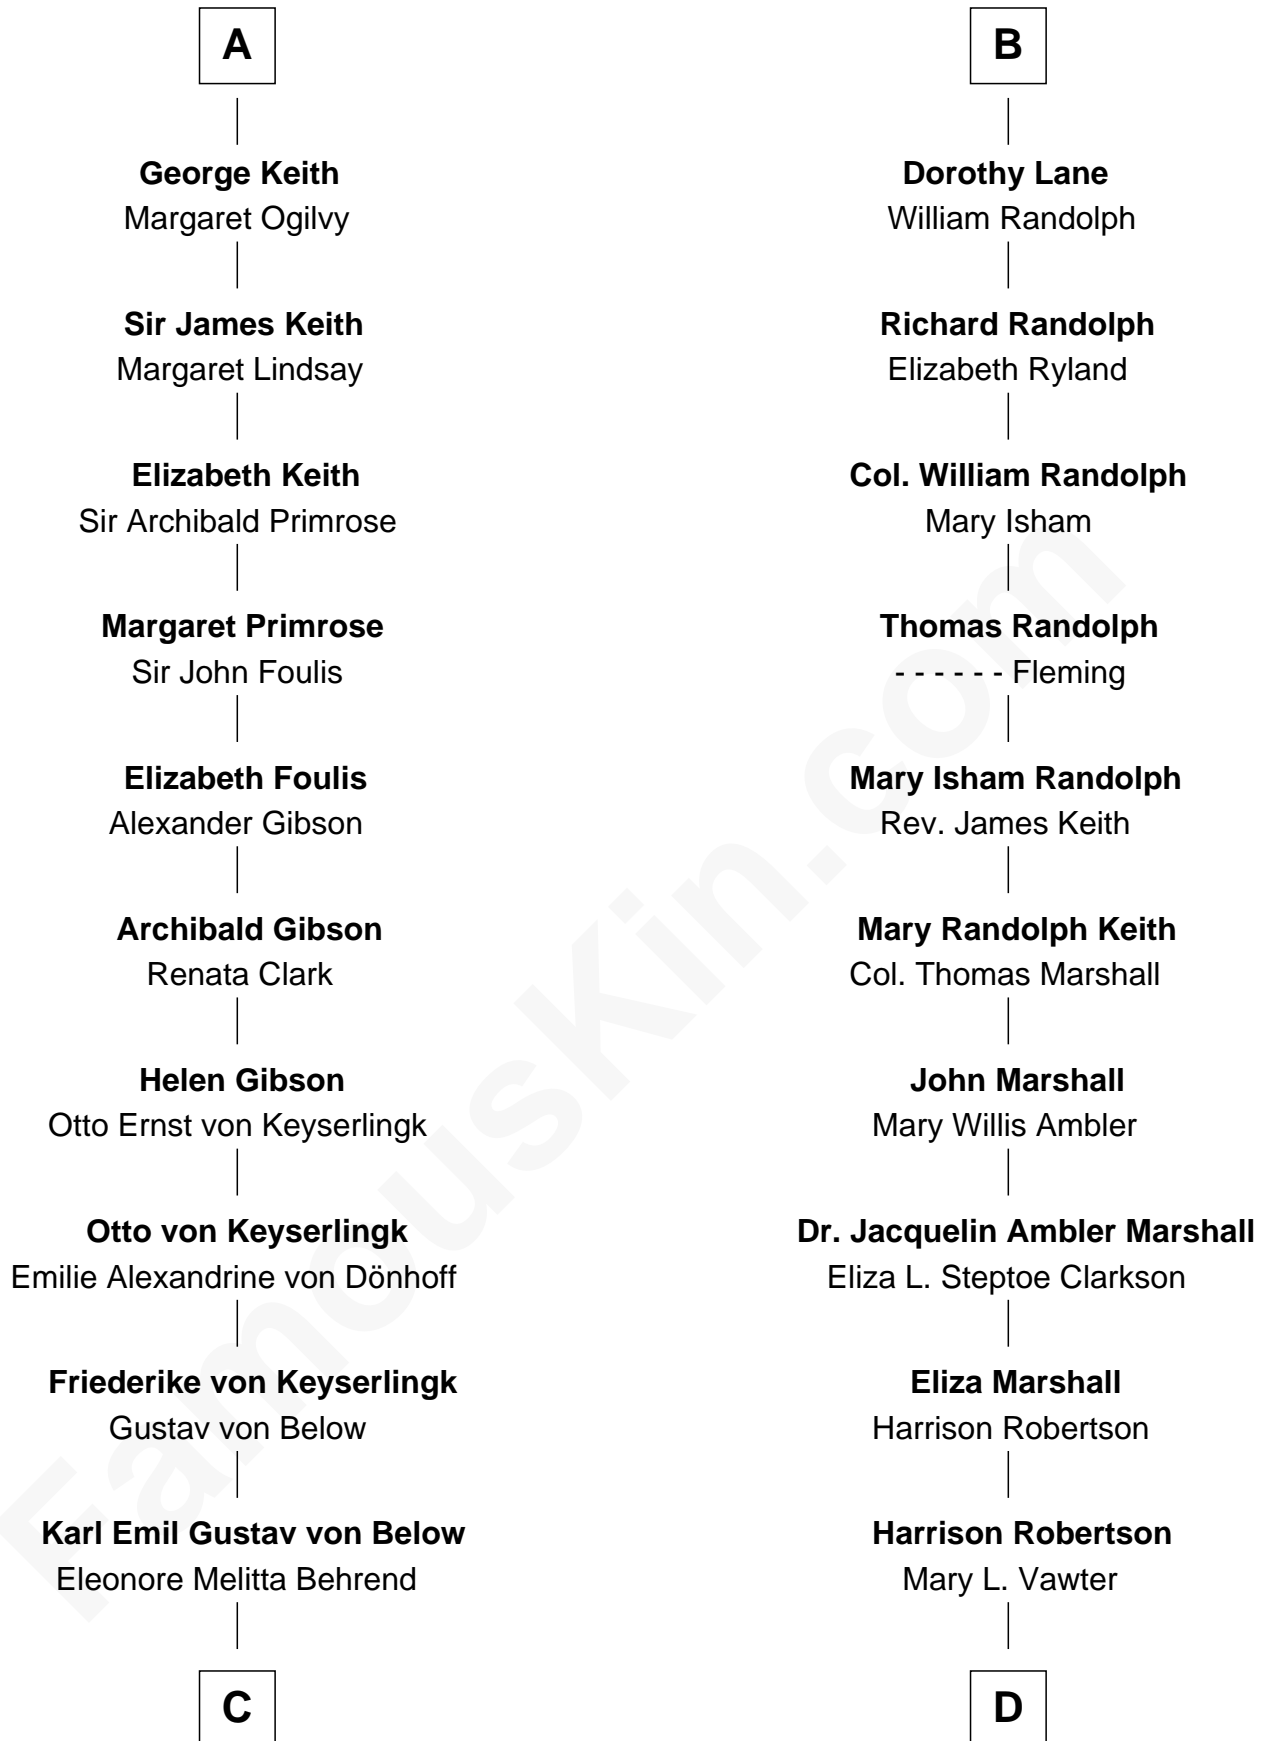 A
George Keith
Margaret Ogilvy
Sir James Keith
Margaret Lindsay
Elizabeth Keith
Sir Archibald Primrose
Margaret Primrose
Sir John Foulis
Elizabeth Foulis
Alexander Gibson
Archibald Gibson
Renata Clark
Helen Gibson
Otto Ernst von Keyserlingk
Otto von Keyserlingk
Emilie Alexandrine von Dönhoff
Friederike von Keyserlingk
Gustav von Below
Karl Emil Gustav von Below
Eleonore Melitta Behrend
C
B
Dorothy Lane
William Randolph
Richard Randolph
Elizabeth Ryland
Col. William Randolph
Mary Isham
Thomas Randolph
- - - - - - Fleming
Mary Isham Randolph
Rev. James Keith
Mary Randolph Keith
Col. Thomas Marshall
John Marshall
Mary Willis Ambler
Dr. Jacquelin Ambler Marshall
Eliza L. Steptoe Clarkson
Eliza Marshall
Harrison Robertson
Harrison Robertson
Mary L. Vawter
D
FamousKin.com